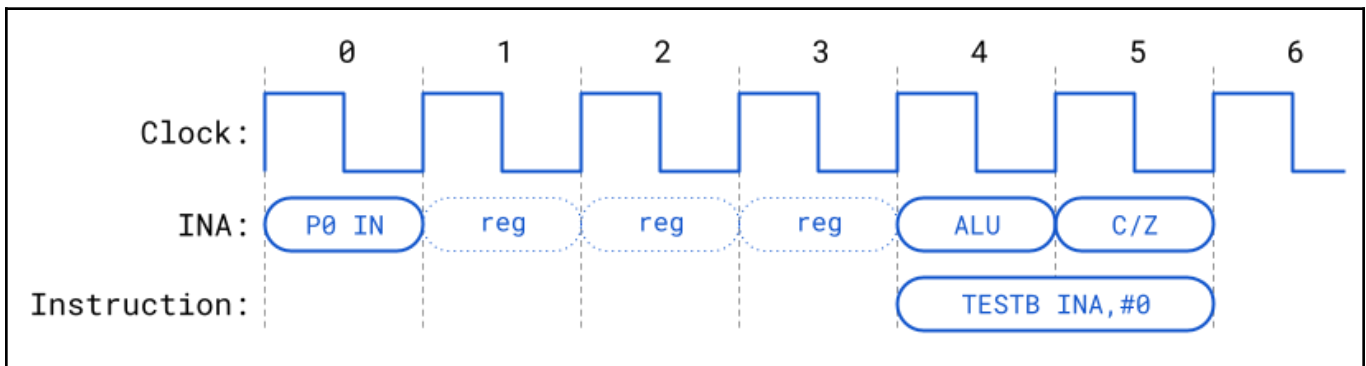 0 1 2 3 4 5 6
Clock:
INA: P0 IN reg reg reg ALU C/Z
Instruction: TESTB INA,#0